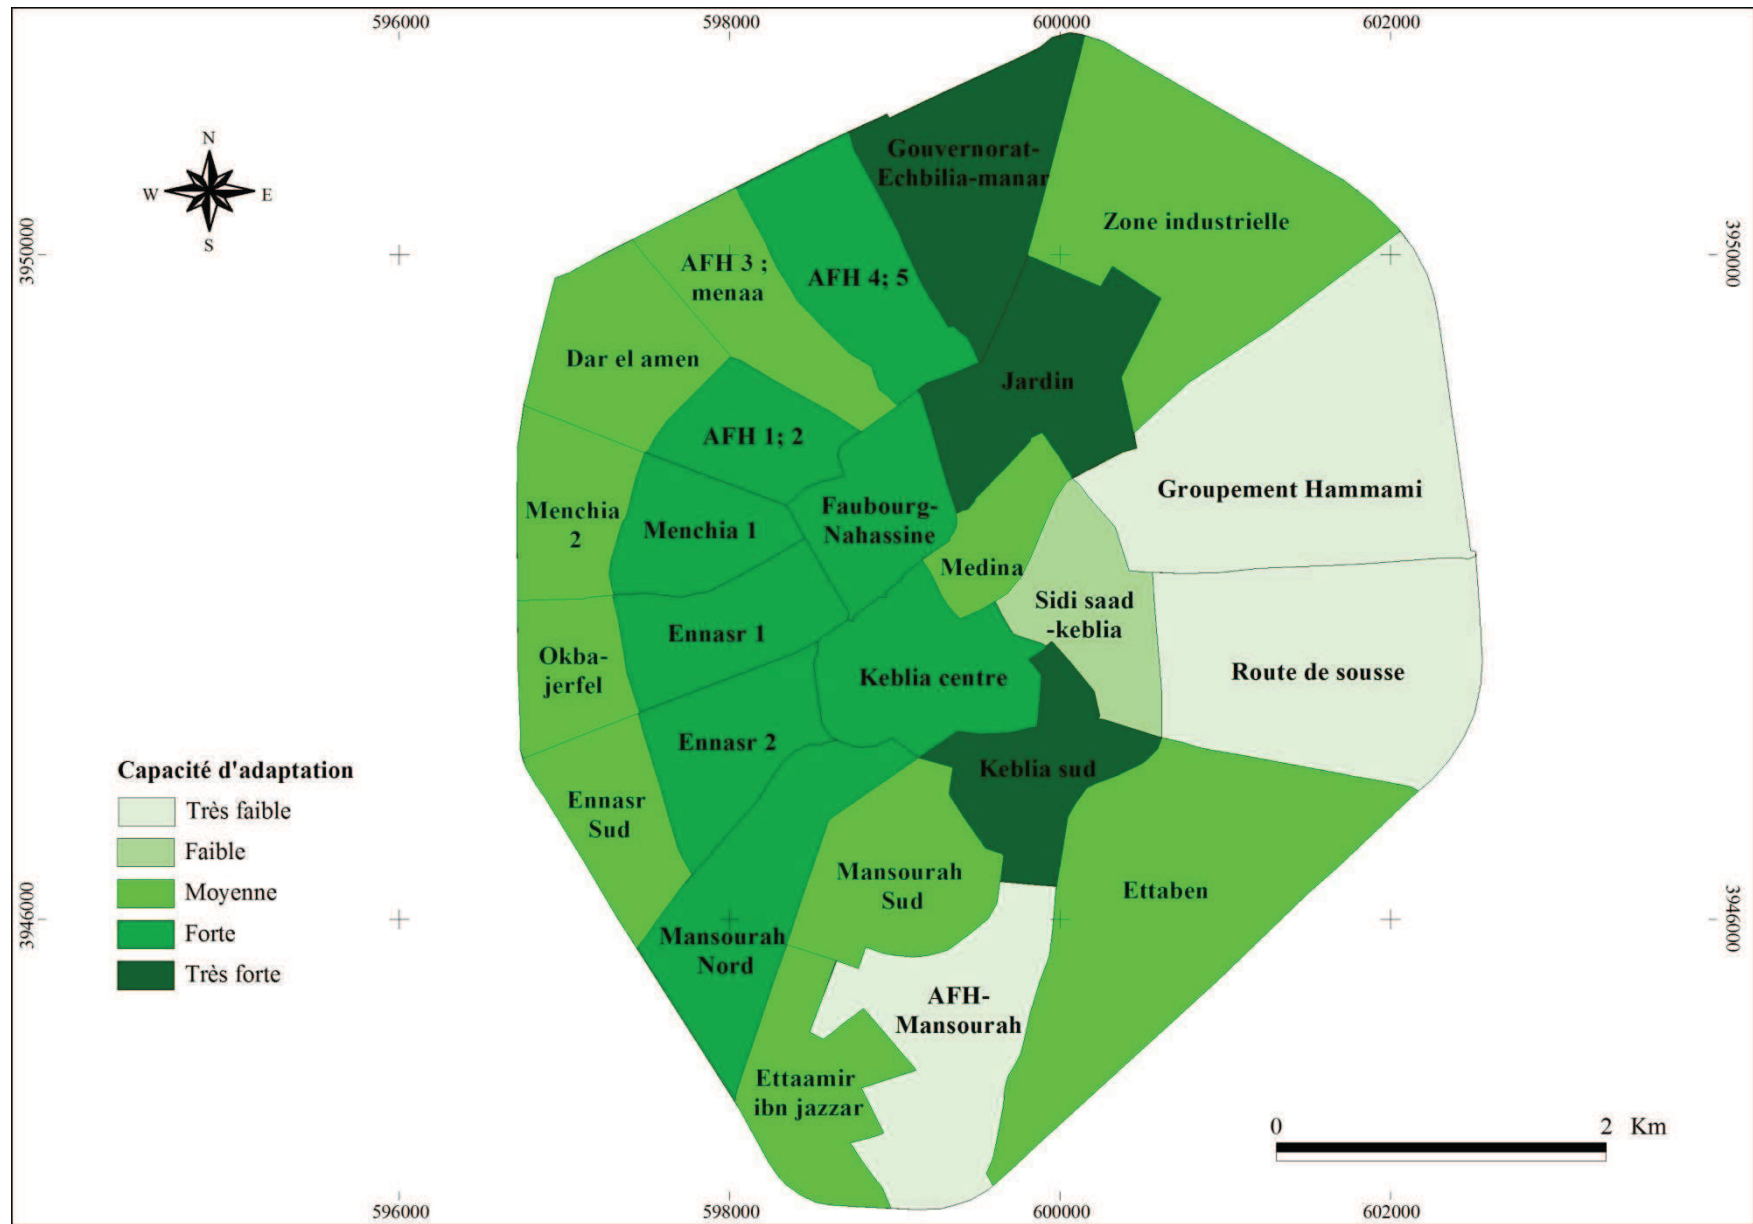 596000
598000
600000
602000
N
W
E
S
3950000
3950000
Gouvernorat-
Echbilia-manar
Zone industrielle
AFH 3 ;
menaa
AFH 4; 5
Dar el amen
Jardin
AFH 1; 2
Groupement Hammami
Menchia
2
Menchia 1
Faubourg-
Nahassine
Medina
Sidi saad
-keblia
Ennasr 1
Okba-
jerfel
Keblia centre
Route de sousse
Ennasr 2
Keblia sud
Ennasr
Sud
Mansourah
Sud
Ettaben
Mansourah
Nord
AFH-
Mansourah
Ettaamir
ibn jazzar
Capacité d'adaptation
Très faible
Faible
Moyenne
Forte
Très forte
3946000
3946000
0
2
Km
596000
598000
600000
602000